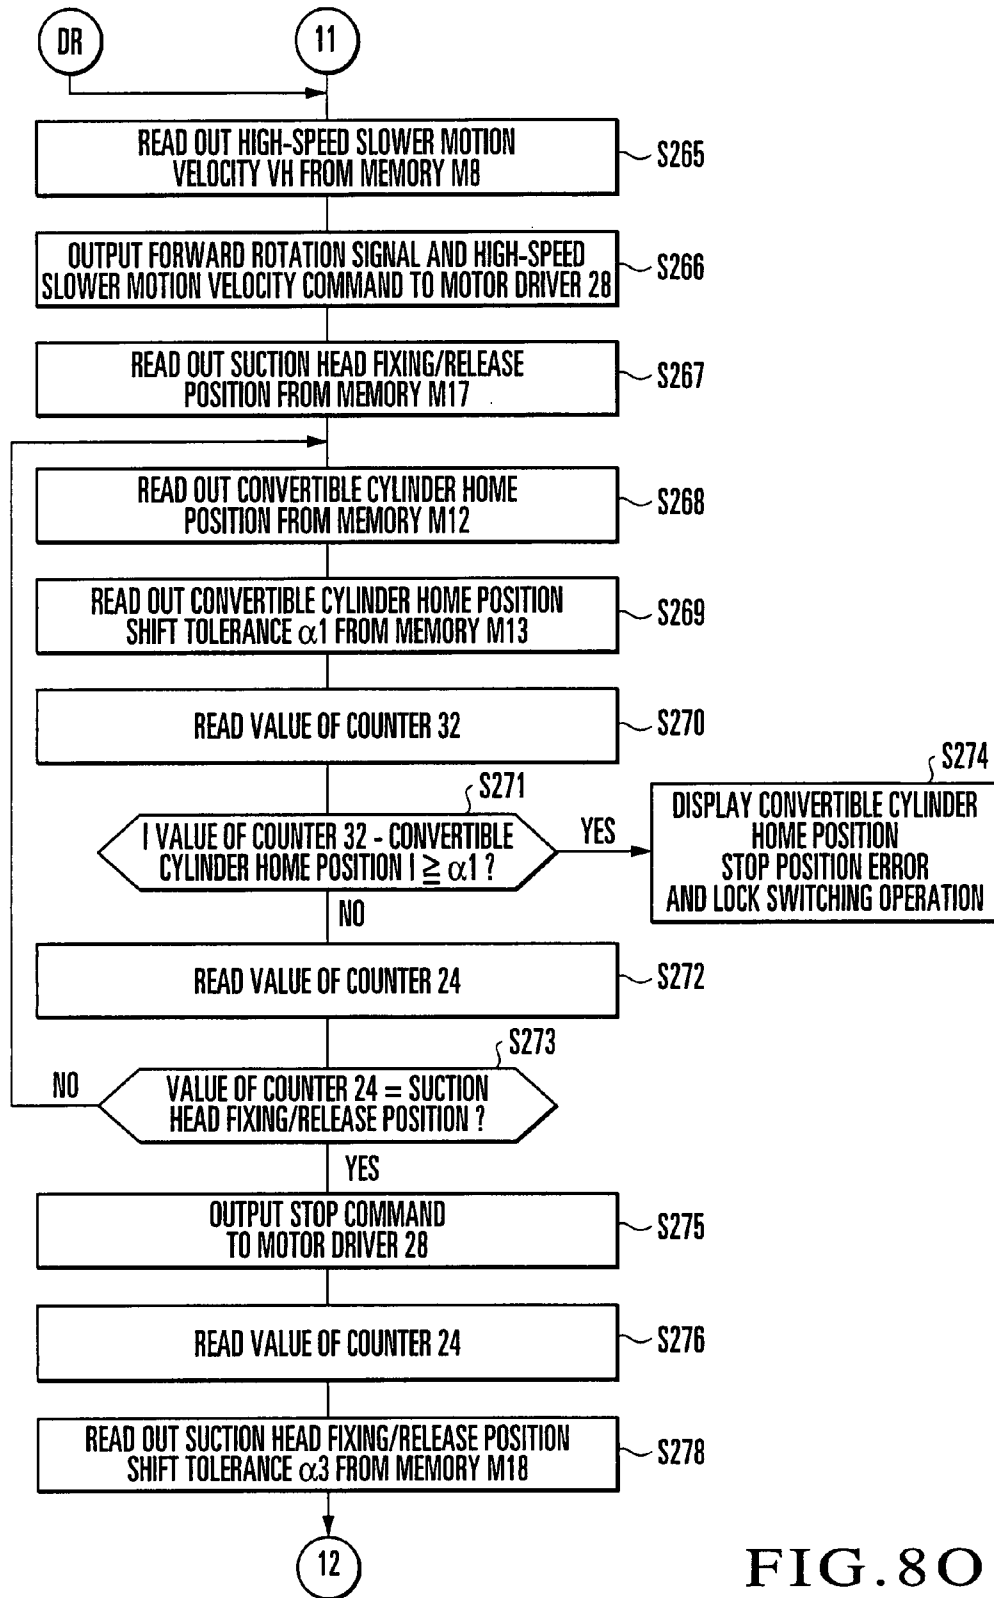 DR
11
READ OUT HIGH-SPEED SLOWER MOTION
VELOCITY VH FROM MEMORY M8
S265
OUTPUT FORWARD ROTATION SIGNAL AND HIGH-SPEED
SLOWER MOTION VELOCITY COMMAND TO MOTOR DRIVER 28
S266
READ OUT SUCTION HEAD FIXING/RELEASE
POSITION FROM MEMORY M17
S267
READ OUT CONVERTIBLE CYLINDER HOME
POSITION FROM MEMORY M12
S268
READ OUT CONVERTIBLE CYLINDER HOME POSITION
SHIFT TOLERANCE α1 FROM MEMORY M13
S269
READ VALUE OF COUNTER 32
S270
S271
| VALUE OF COUNTER 32 - CONVERTIBLE
CYLINDER HOME POSITION | ≧ α1 ?
YES
S274
DISPLAY CONVERTIBLE CYLINDER
HOME POSITION
STOP POSITION ERROR
AND LOCK SWITCHING OPERATION
NO
READ VALUE OF COUNTER 24
S272
S273
NO
VALUE OF COUNTER 24 = SUCTION
HEAD FIXING/RELEASE POSITION ?
YES
OUTPUT STOP COMMAND
TO MOTOR DRIVER 28
S275
READ VALUE OF COUNTER 24
S276
READ OUT SUCTION HEAD FIXING/RELEASE POSITION
SHIFT TOLERANCE α3 FROM MEMORY M18
S278
12
FIG.8O